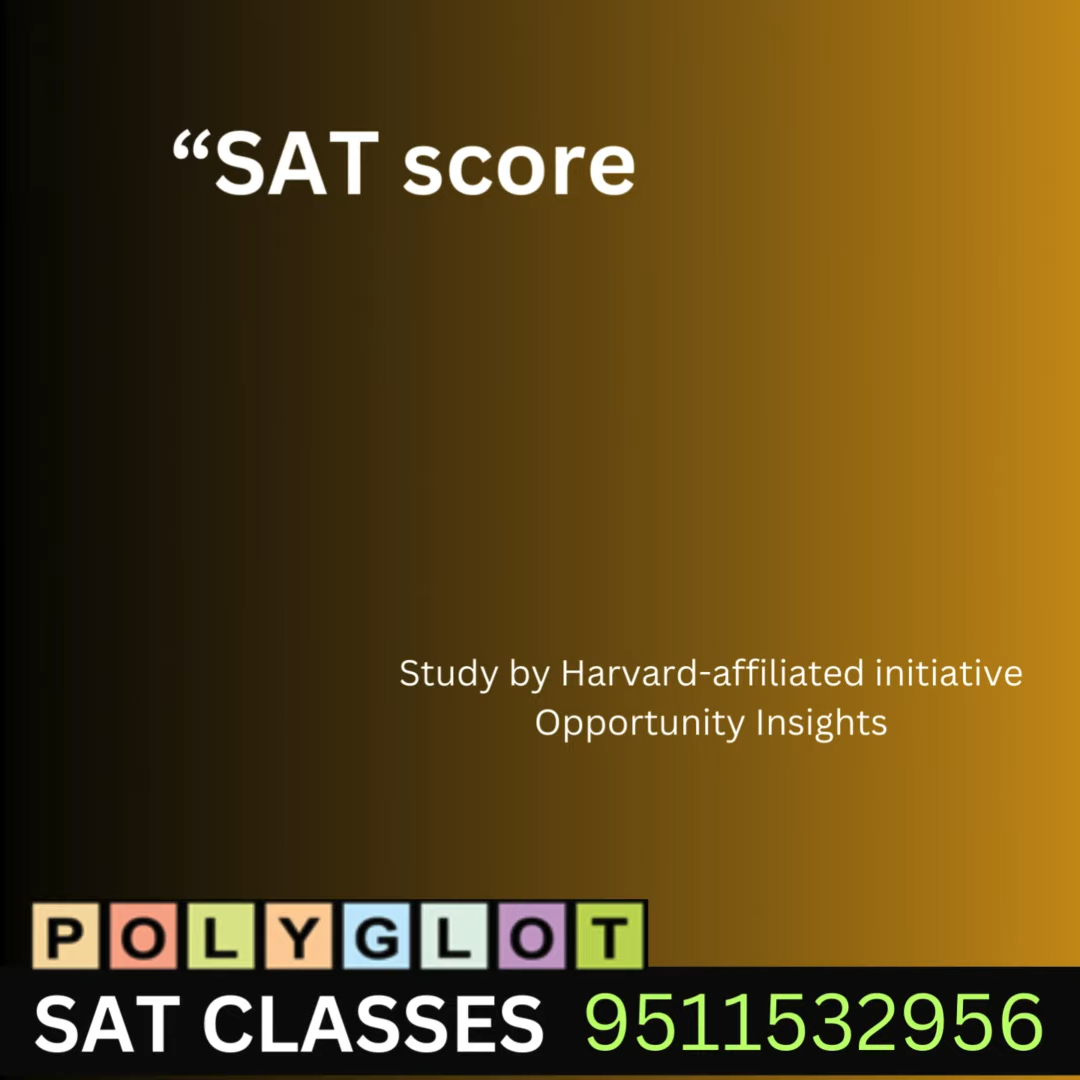 “SAT score
Study by Harvard-affiliated initiative
Opportunity Insights
POLYGLOT
SAT CLASSES 9511532956